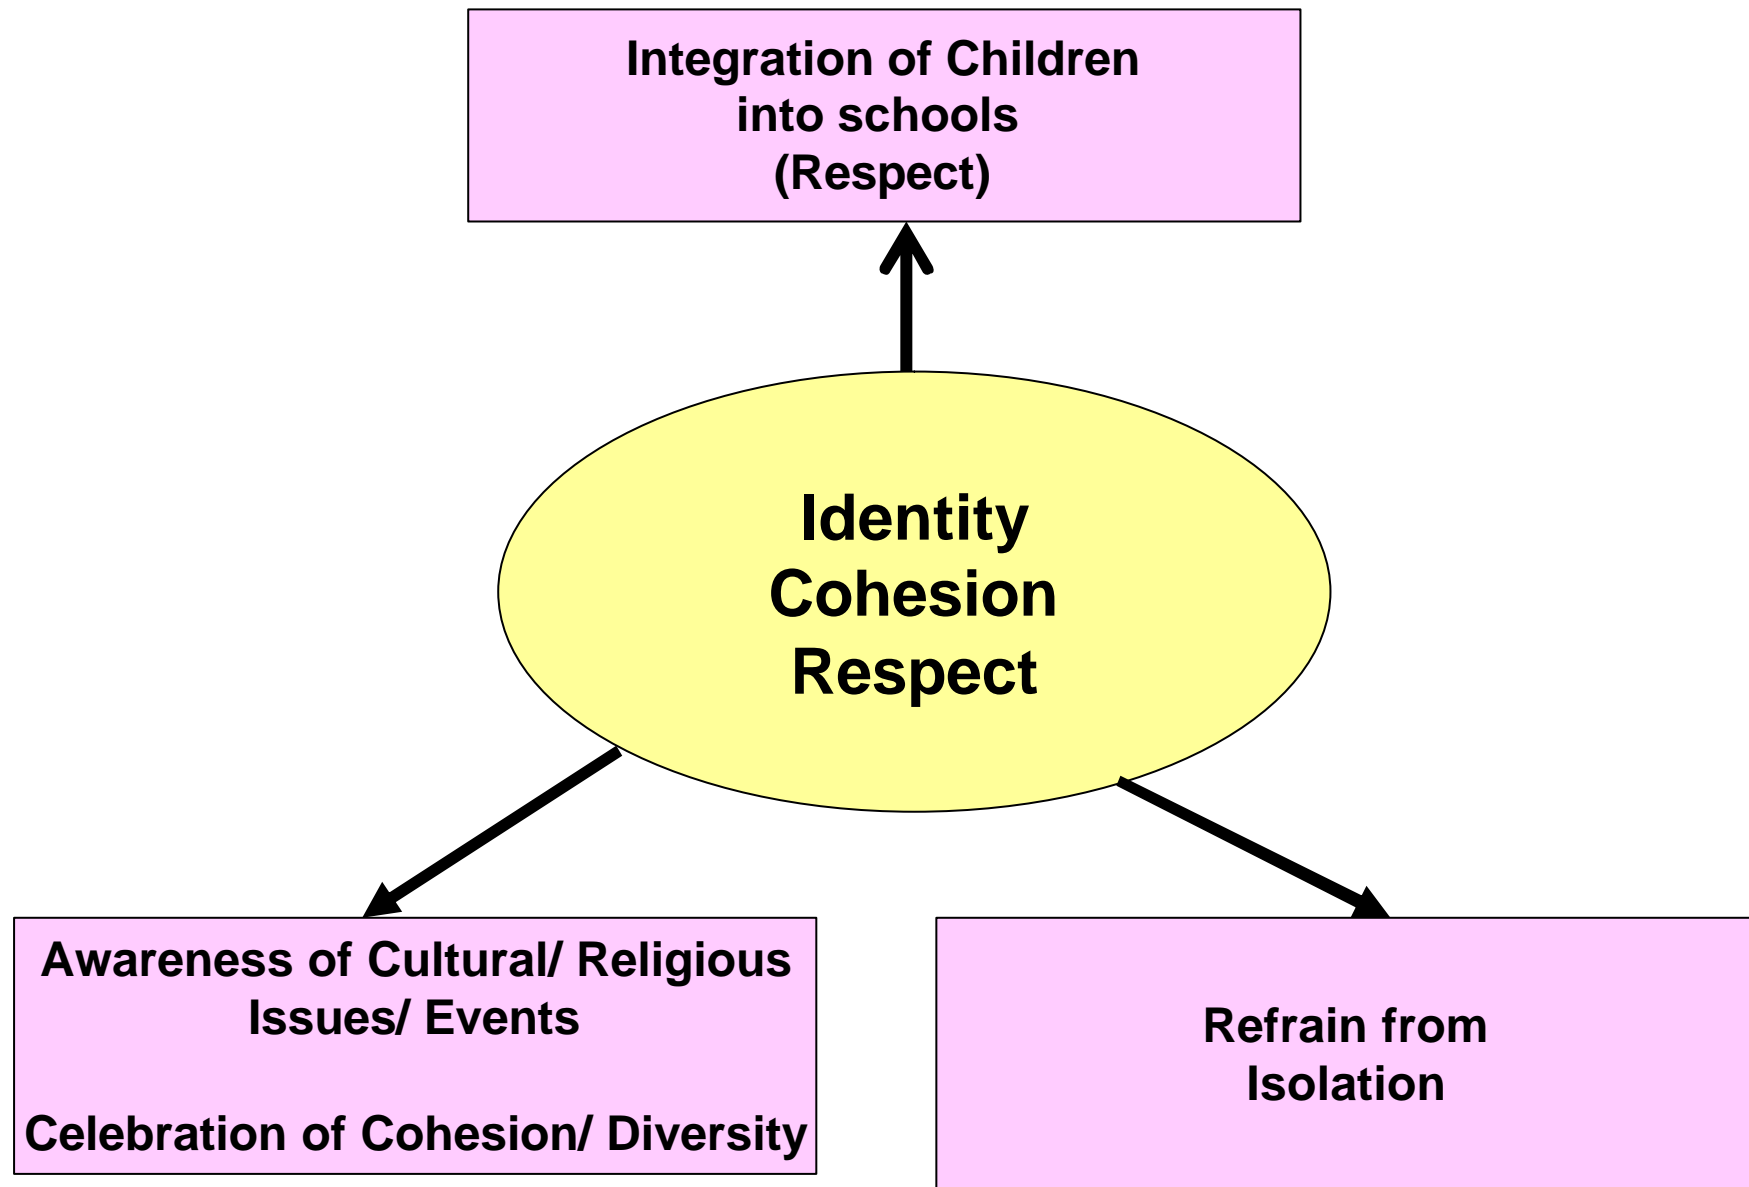 Integration of Children
into schools
(Respect)
Identity
Cohesion
Respect
Awareness of Cultural/ Religious
Issues/ Events
Celebration of Cohesion/ Diversity
Refrain from
Isolation